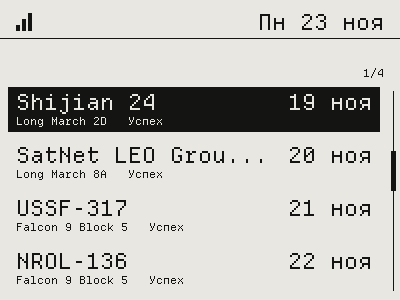 Пн 23 ноя
1/4
Shijian 24 19 ноя
Long March 2D Успех
SatNet LEO Grou... 20 ноя
Long March 8A Успех
USSF-317 21 ноя
Falcon 9 Block 5 Успех
NROL-136 22 ноя
Falcon 9 Block 5 Успех